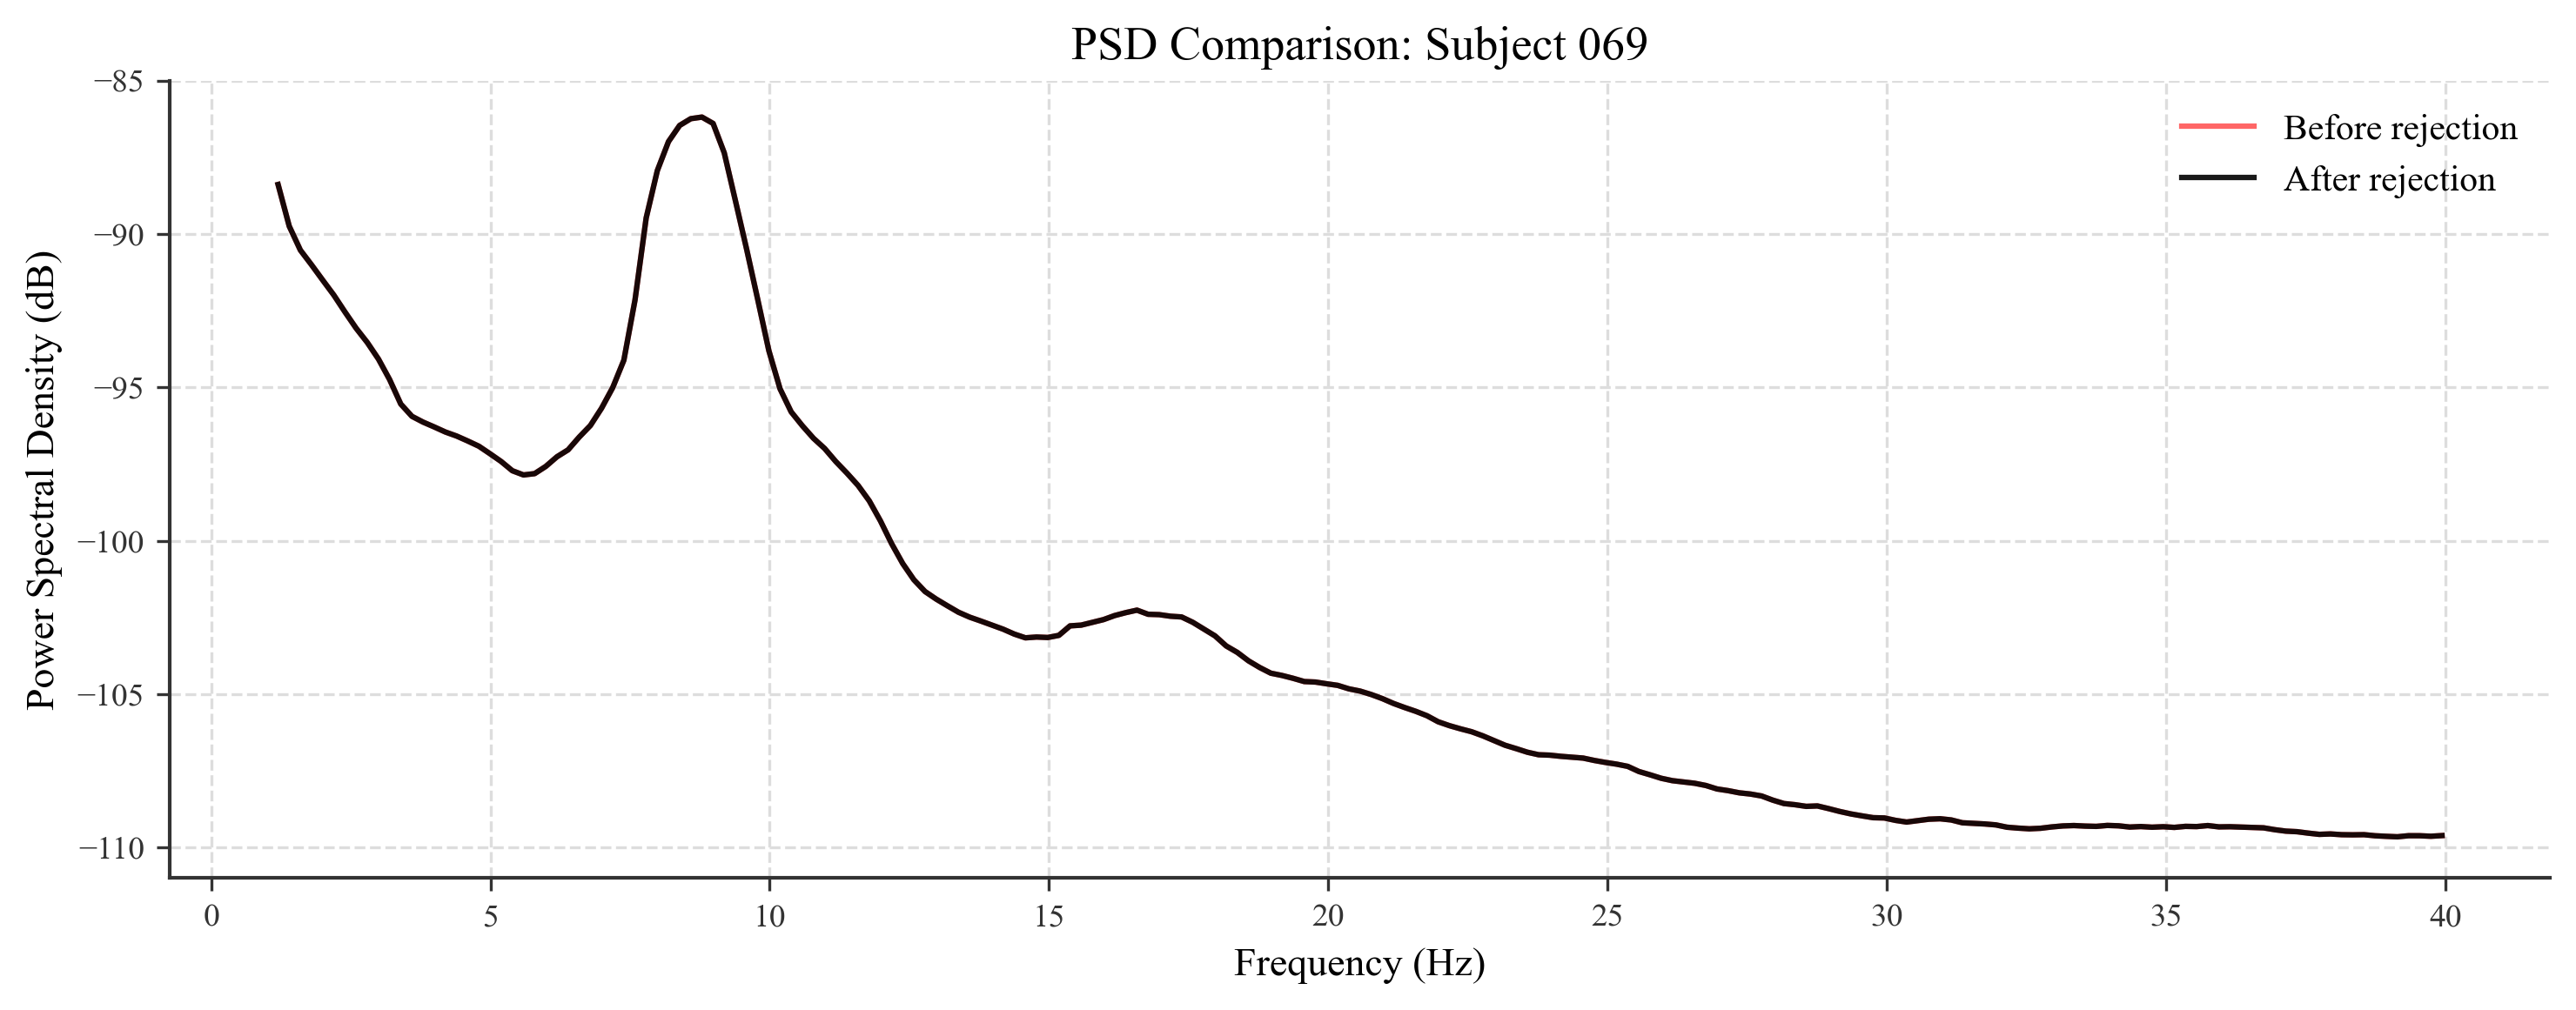 PSD Comparison: Subject 069
Before rejection
After rejection
Power Spectral Density (dB)
−85
−90
−95
−100
−105
−110
0 5 10 15 20 25 30 35 40
Frequency (Hz)